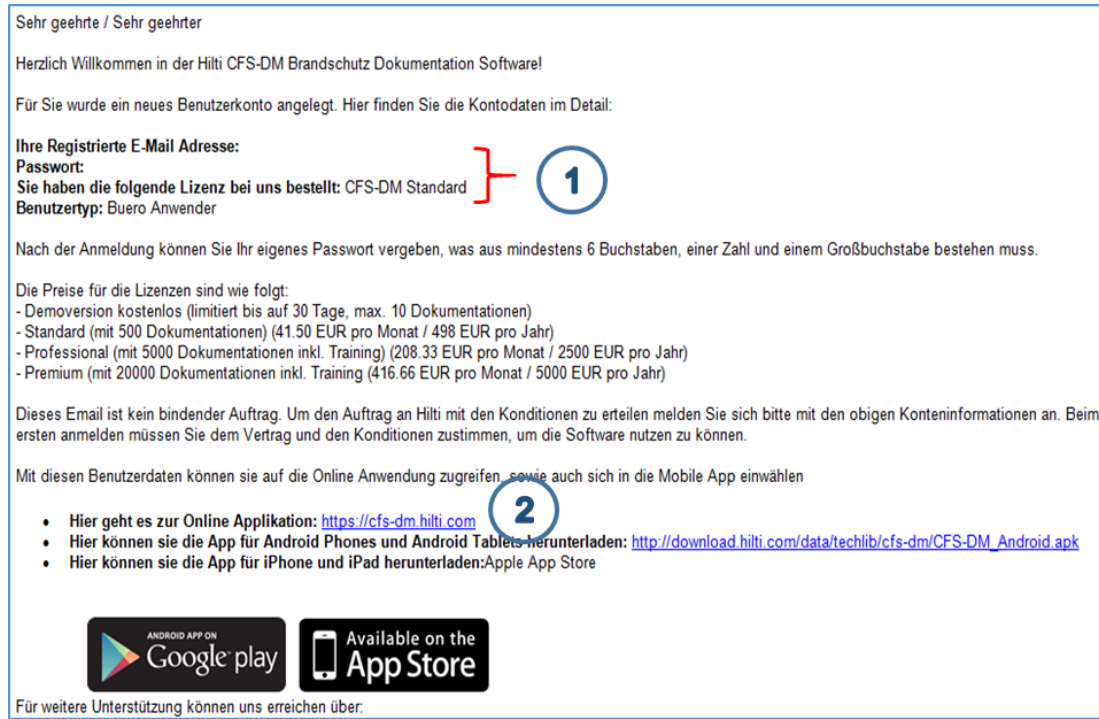 Sehr geehrte / Sehr geehrter
Herzlich Willkommen in der Hilti CFS-DM Brandschutz Dokumentation Software!
Für Sie wurde ein neues Benutzerkonto angelegt. Hier finden Sie die Kontodaten im Detail:
Ihre Registrierte E-Mail Adresse:
Passwort:
Sie haben die folgende Lizenz bei uns bestellt: CFS-DM Standard
Benutzertyp: Buero Anwender
1
Nach der Anmeldung können Sie Ihr eigenes Passwort vergeben, was aus mindestens 6 Buchstaben, einer Zahl und einem Großbuchstabe bestehen muss.
Die Preise für die Lizenzen sind wie folgt:
- Demoversion kostenlos (limitiert bis auf 30 Tage, max. 10 Dokumentationen)
- Standard (mit 500 Dokumentationen) (41.50 EUR pro Monat / 498 EUR pro Jahr)
- Professional (mit 5000 Dokumentationen inkl. Training) (208.33 EUR pro Monat / 2500 EUR pro Jahr)
- Premium (mit 20000 Dokumentationen inkl. Training (416.66 EUR pro Monat / 5000 EUR pro Jahr)
Dieses Email ist kein bindender Auftrag. Um den Auftrag an Hilti mit den Konditionen zu erteilen melden Sie sich bitte mit den obigen Konteninformationen an. Beim
ersten anmelden müssen Sie dem Vertrag und den Konditionen zustimmen, um die Software nutzen zu können.
Mit diesen Benutzerdaten können sie auf die Online Anwendung zugreifen, sowie auch sich in die Mobile App einwählen
2
• Hier geht es zur Online Applikation: https://cfs-dm.hilti.com
• Hier können sie die App für Android Phones und Android Tablets herunterladen: http://download.hilti.com/data/techlib/cfs-dm/CFS-DM_Android.apk
• Hier können sie die App für iPhone und iPad herunterladen:Apple App Store
ANDROID APP ON
Google play
Available on the
App Store
Für weitere Unterstützung können uns erreichen über: